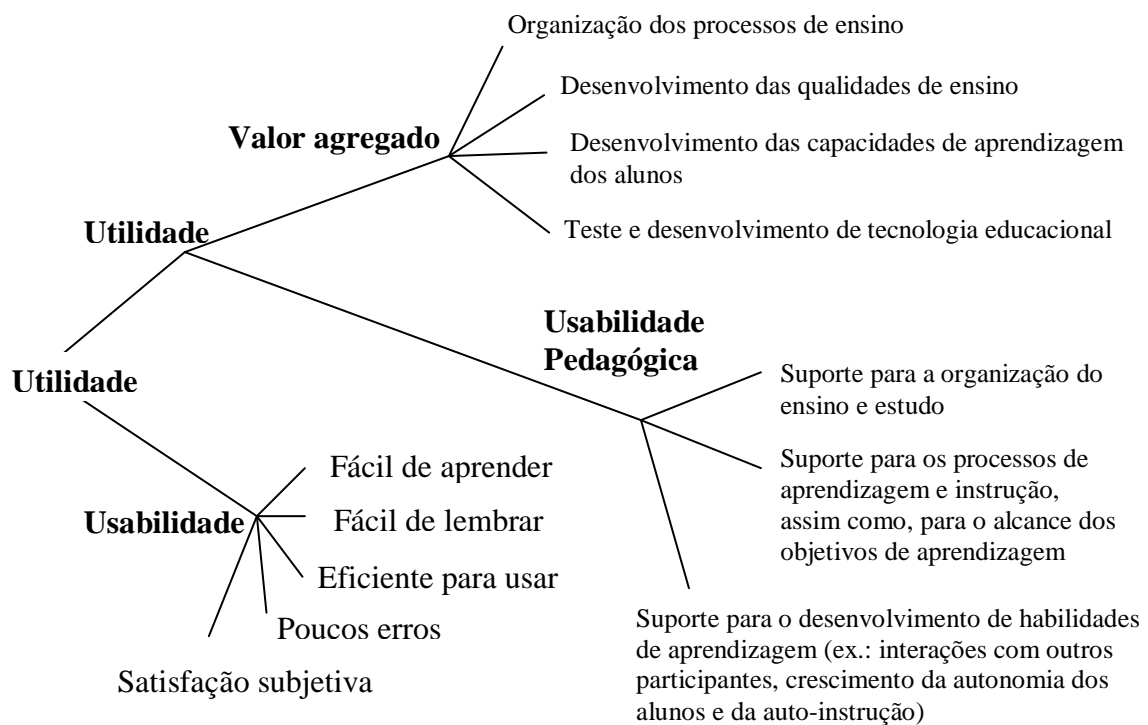 Organização dos processos de ensino
Desenvolvimento das qualidades de ensino
Valor agregado
Desenvolvimento das capacidades de aprendizagem
dos alunos
Utilidade
Teste e desenvolvimento de tecnologia educacional
Usabilidade
Pedagógica
Utilidade
Suporte para a organização do
ensino e estudo
Suporte para os processos de
aprendizagem e instrução,
assim como, para o alcance dos
objetivos de aprendizagem
Fácil de aprender
Usabilidade
Fácil de lembrar
Eficiente para usar
Poucos erros
Satisfação subjetiva
Suporte para o desenvolvimento de habilidades
de aprendizagem (ex.: interações com outros
participantes, crescimento da autonomia dos
alunos e da auto-instrução)